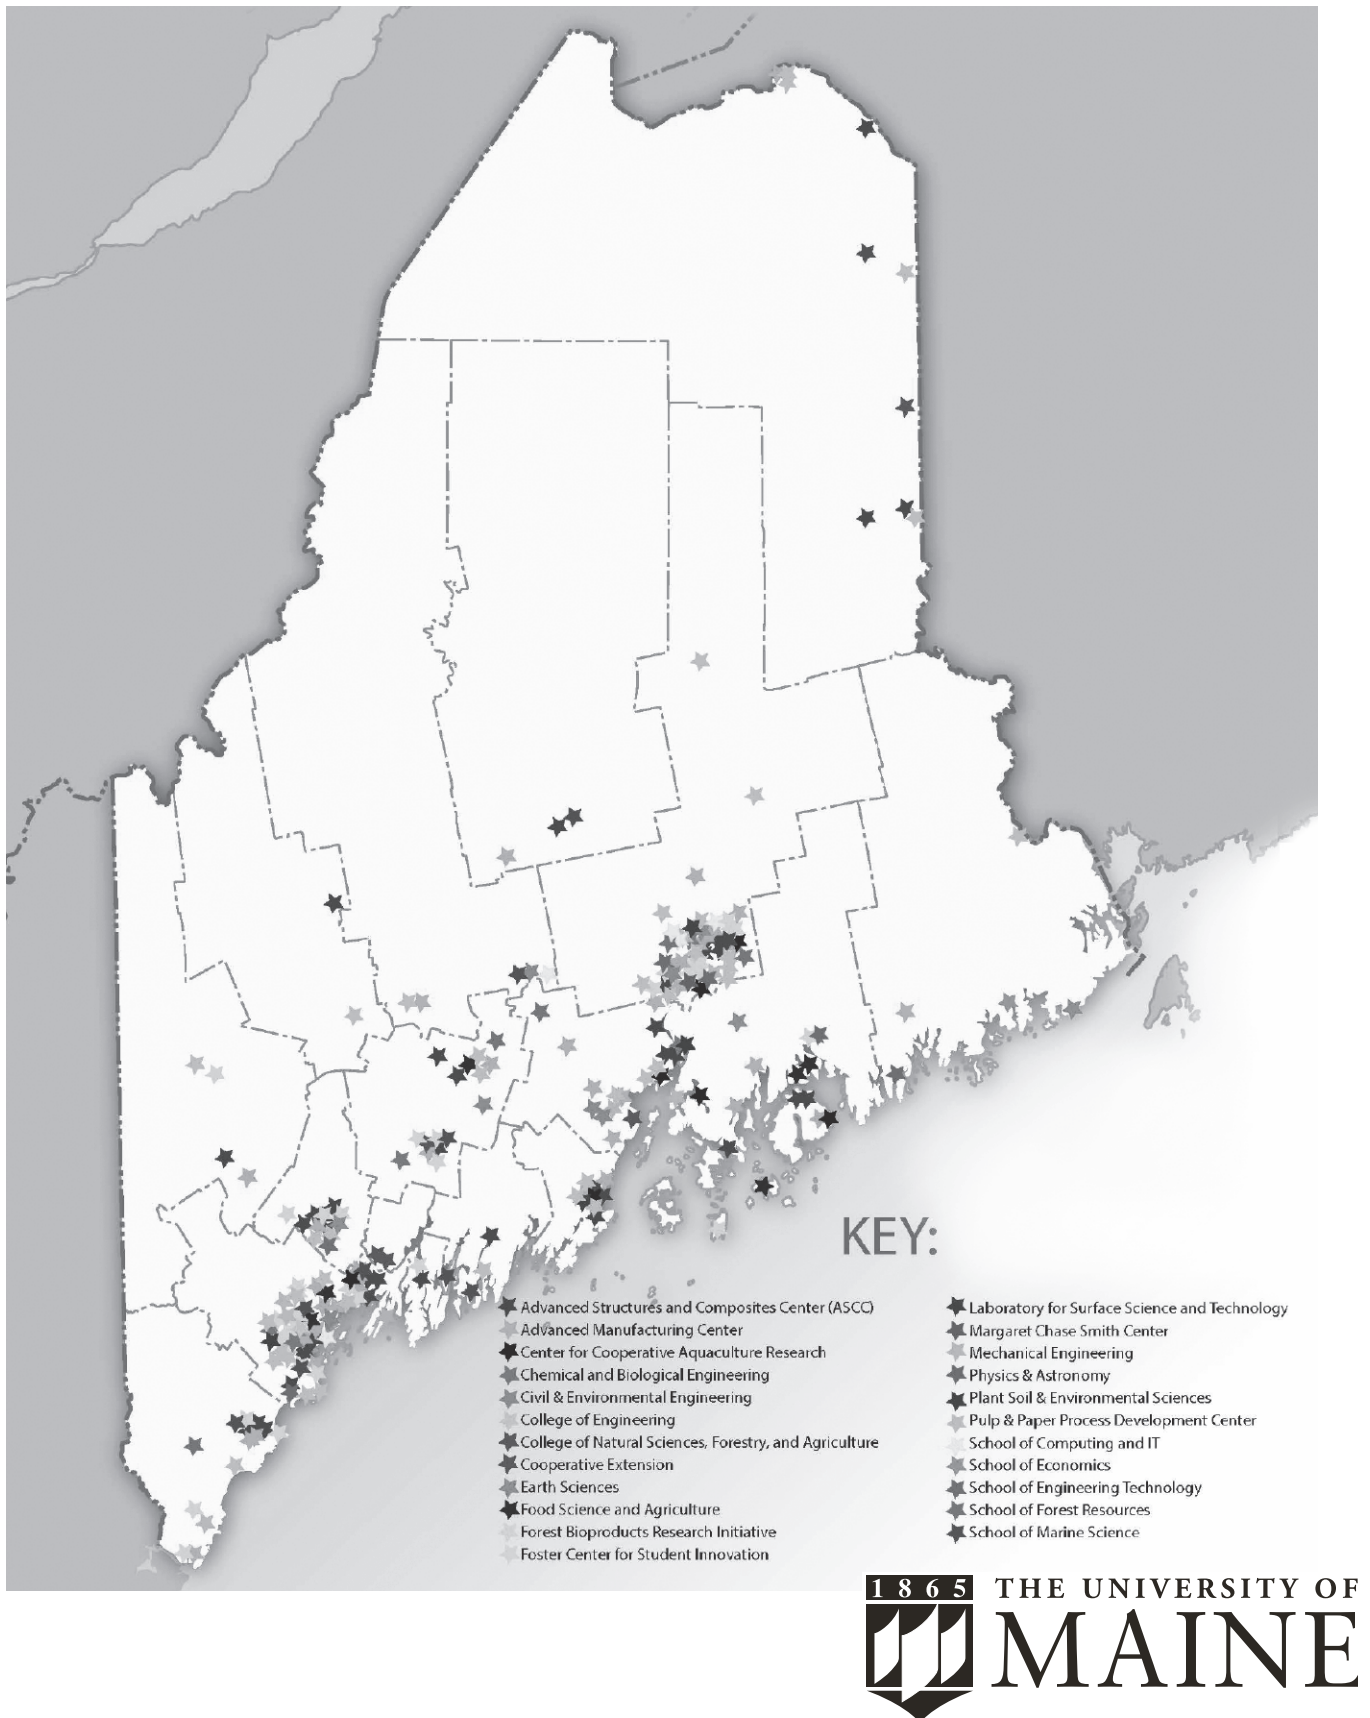 KEY:
Advanced Structures and Composites Center (ASCC)
Advanced Manufacturing Center
Center for Cooperative Aquaculture Research
Chemical and Biological Engineering
Civil & Environmental Engineering
College of Engineering
College of Natural Sciences, Forestry, and Agriculture
Cooperative Extension
Earth Sciences
Food Science and Agriculture
Forest Bioproducts Research Initiative
Foster Center for Student Innovation
Laboratory for Surface Science and Technology
Margaret Chase Smith Center
Mechanical Engineering
Physics & Astronomy
Plant Soil & Environmental Sciences
Pulp & Paper Process Development Center
School of Computing and IT
School of Economics
School of Engineering Technology
School of Forest Resources
School of Marine Science
1865
THE UNIVERSITY OF
MAINE